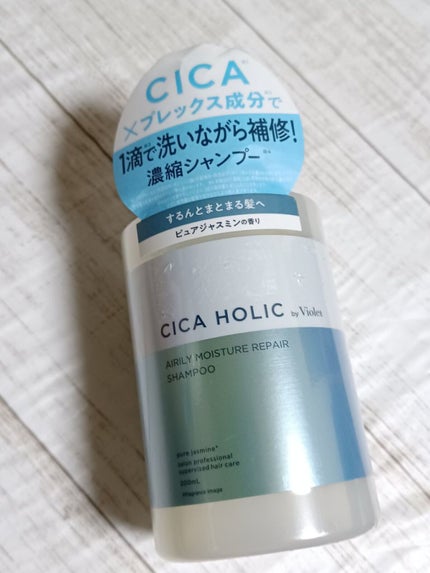 CICA
×プレックス成分で
1滴で洗いながら補修!
濃縮シャンプー
するんとまとまる髪へ
ピュアジャスミンの香り
CICA HOLIC by Violet
AIRILY MOISTURE REPAIR
SHAMPOO
pure jasmine*
salon professional
supervised hair care
200mL
*fragrance image